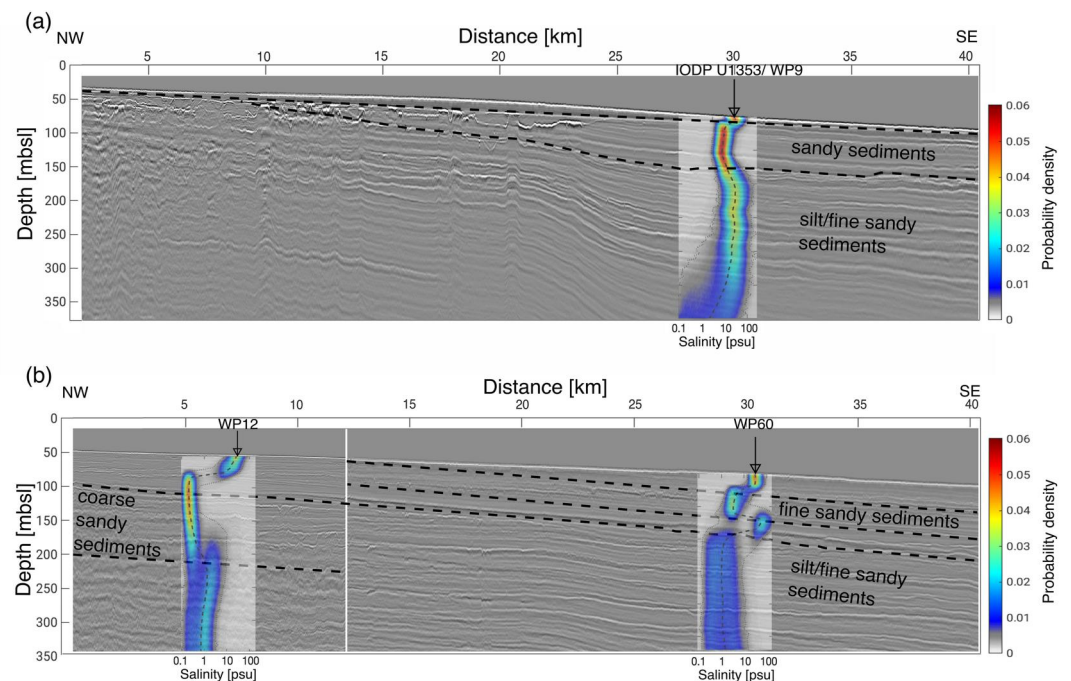 (a)
NW
Distance [km]
SE
5 10 15 20 25 30 35 40
IODP U1353/ WP9
Depth [mbsl]
0
50
100
150
200
250
300
350
sandy sediments
silt/fine sandy
sediments
0.1 1 10 100
Salinity [psu]
0.06
0.05
0.04
0.03
0.02
0.01
0
Probability density
(b)
NW
Distance [km]
SE
5 10 15 20 25 30 35 40
WP12
WP60
Depth [mbsl]
0
50
100
150
200
250
300
350
coarse
sandy
sediments
fine sandy sediments
silt/fine sandy
sediments
0.1 1 10 100
Salinity [psu]
0.1 1 10 100
Salinity [psu]
0.06
0.05
0.04
0.03
0.02
0.01
0
Probability density